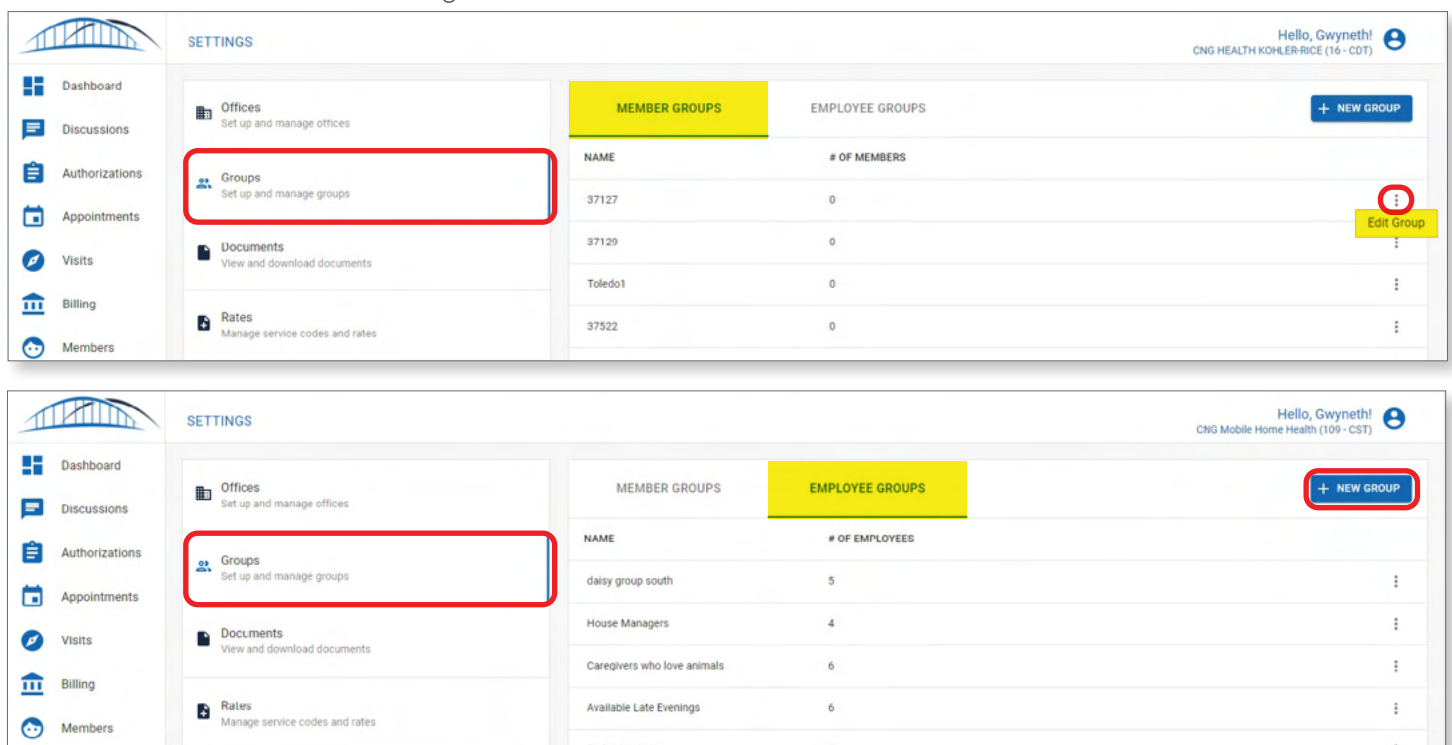 SETTINGS
Hello, Gwyneth!
CNG HEALTH KOHLER-RICE (16 - CDT)
Dashboard
Discussions
Authorizations
Appointments
Visits
Billing
Members
Offices
Set up and manage offices
Groups
Set up and manage groups
Documents
View and download documents
Rates
Manage service codes and rates
MEMBER GROUPS EMPLOYEE GROUPS + NEW GROUP
NAME # OF MEMBERS
37127 0
Edit Group
37129 0
Toledo1 0
37522 0
SETTINGS
Hello, Gwyneth!
CNG Mobile Home Health (109 - CST)
Dashboard
Discussions
Authorizations
Appointments
Visits
Billing
Members
Offices
Set up and manage offices
Groups
Set up and manage groups
Documents
View and download documents
Rates
Manage service codes and rates
MEMBER GROUPS EMPLOYEE GROUPS + NEW GROUP
NAME # OF EMPLOYEES
daisy group south 5
House Managers 4
Caregivers who love animals 6
Available Late Evenings 6